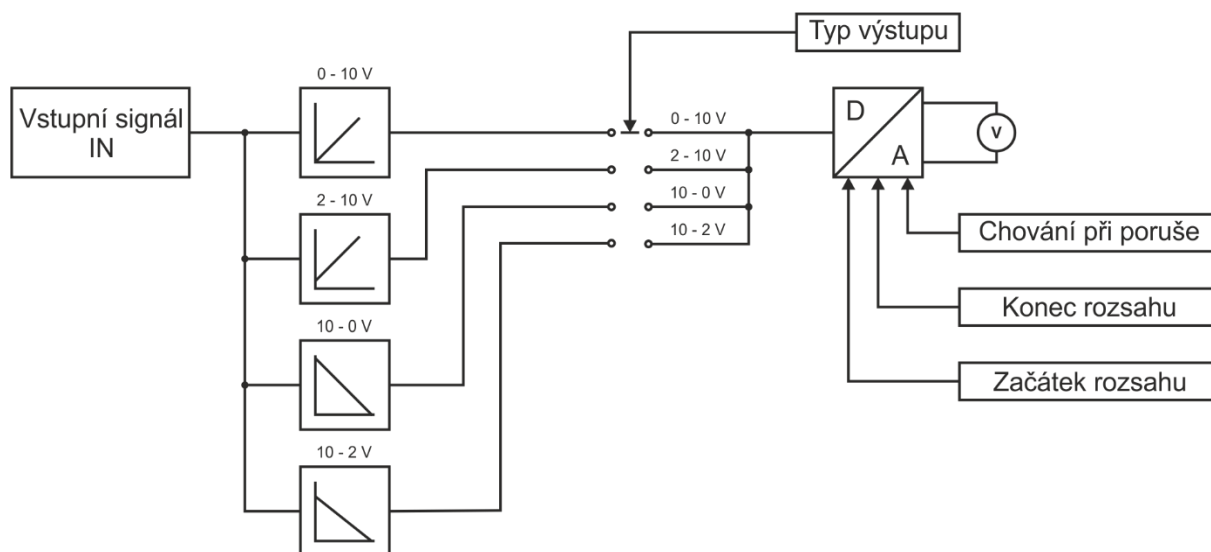 Typ výstupu
0 - 10 V
Vstupní signál
IN
0 - 10 V
D
A
V
2 - 10 V
10 - 0 V
10 - 2 V
2 - 10 V
Chování při poruše
Konec rozsahu
10 - 0 V
Začátek rozsahu
10 - 2 V